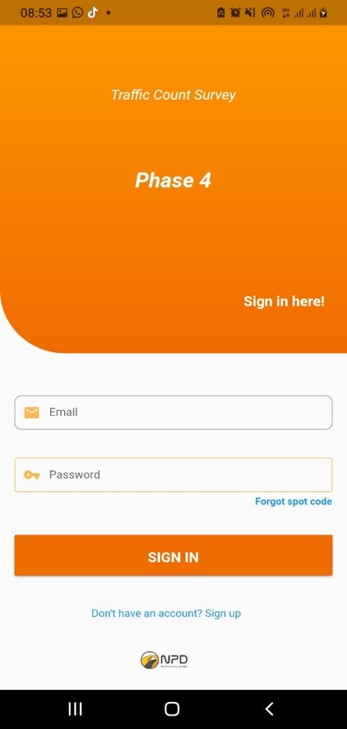 08:53
Traffic Count Survey
Phase 4
Sign in here!
Email
Password
Forgot spot code
SIGN IN
Don't have an account? Sign up
NPD